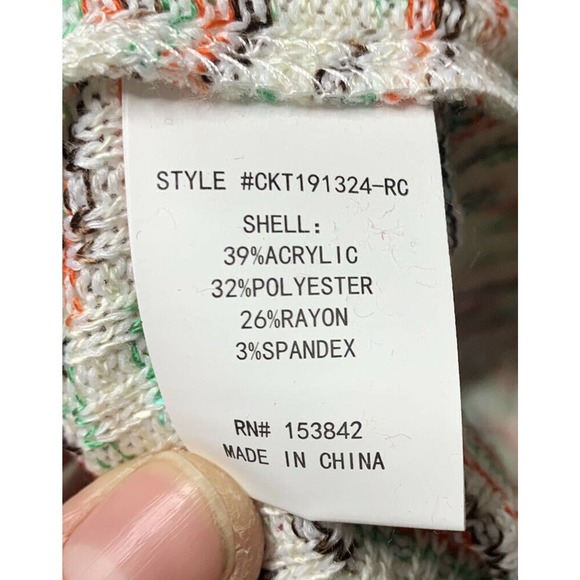 STYLE #CKT191324-RC
SHELL:
39%ACRYLIC
32%POLYESTER
26%RAYON
3%SPANDEX
RN# 153842
MADE IN CHINA